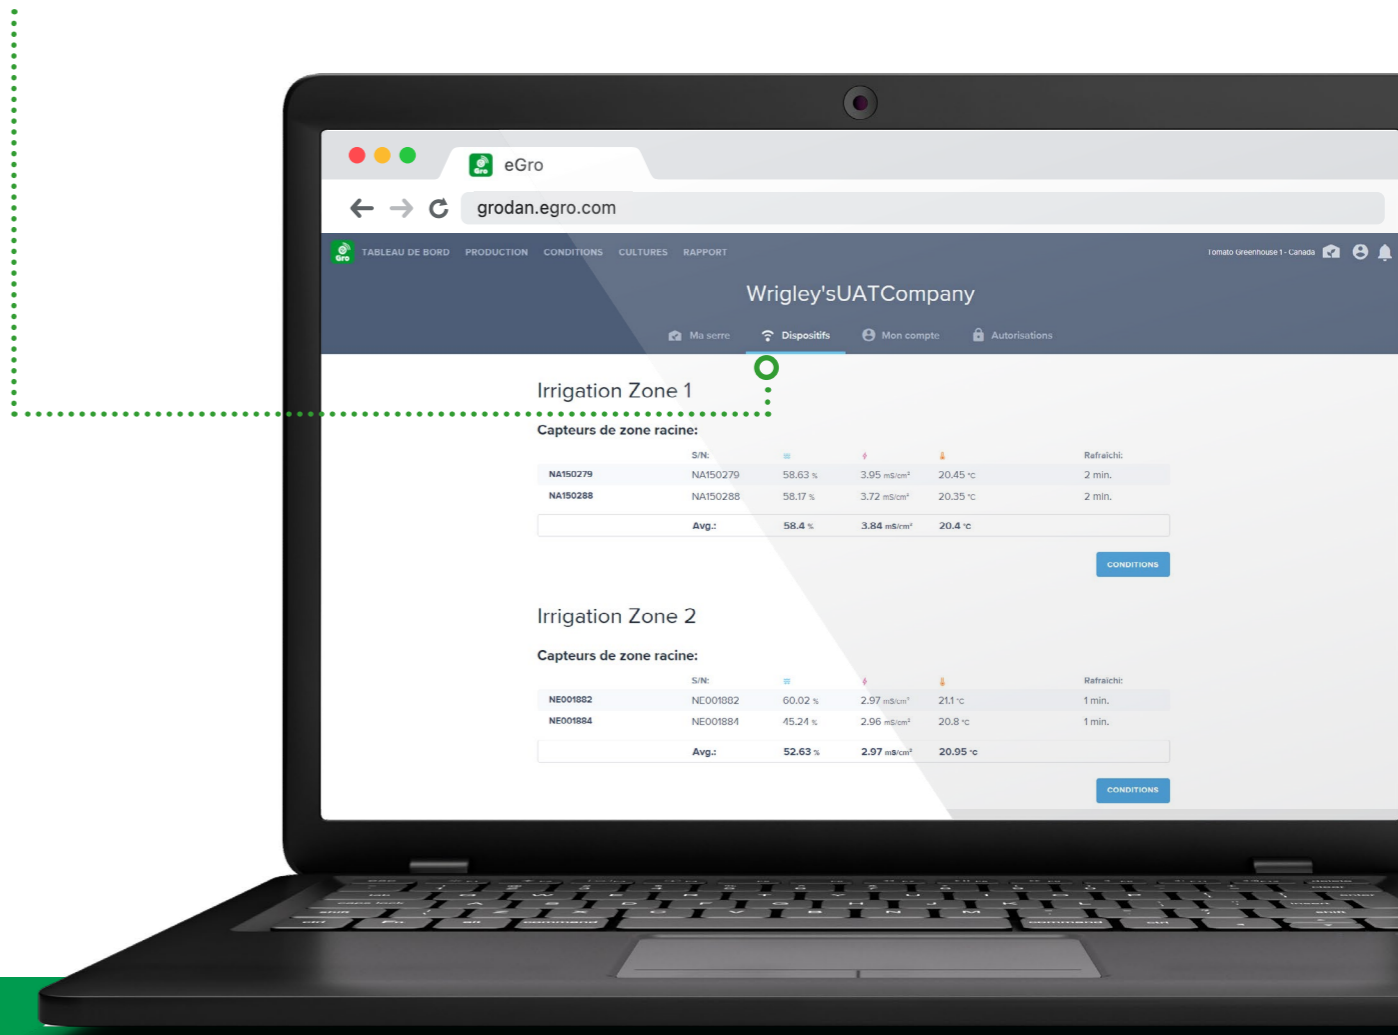 eGro
grodan.egro.com
Gro TABLEAU DE BORD PRODUCTION CONDITIONS CULTURES RAPPORT Tomato Greenhouse 1 - Canada
Wrigley'sUATCompany
Ma serre Dispositifs Mon compte Autorisations
Irrigation Zone 1
Capteurs de zone racine:
S/N: Rafraîchi:
NA150279 NA150279 58.63 % 3.95 mS/cm² 20.45 °C 2 min.
NA150288 NA150288 58.17 % 3.72 mS/cm² 20.35 °C 2 min.
Avg.: 58.4 % 3.84 mS/cm² 20.4 °C
CONDITIONS
Irrigation Zone 2
Capteurs de zone racine:
S/N: Rafraîchi:
NE001882 NE001882 60.02 % 2.97 mS/cm² 21.1 °C 1 min.
NE001884 NE001884 45.24 % 2.96 mS/cm² 20.8 °C 1 min.
Avg.: 52.63 % 2.97 mS/cm² 20.95 °C
CONDITIONS